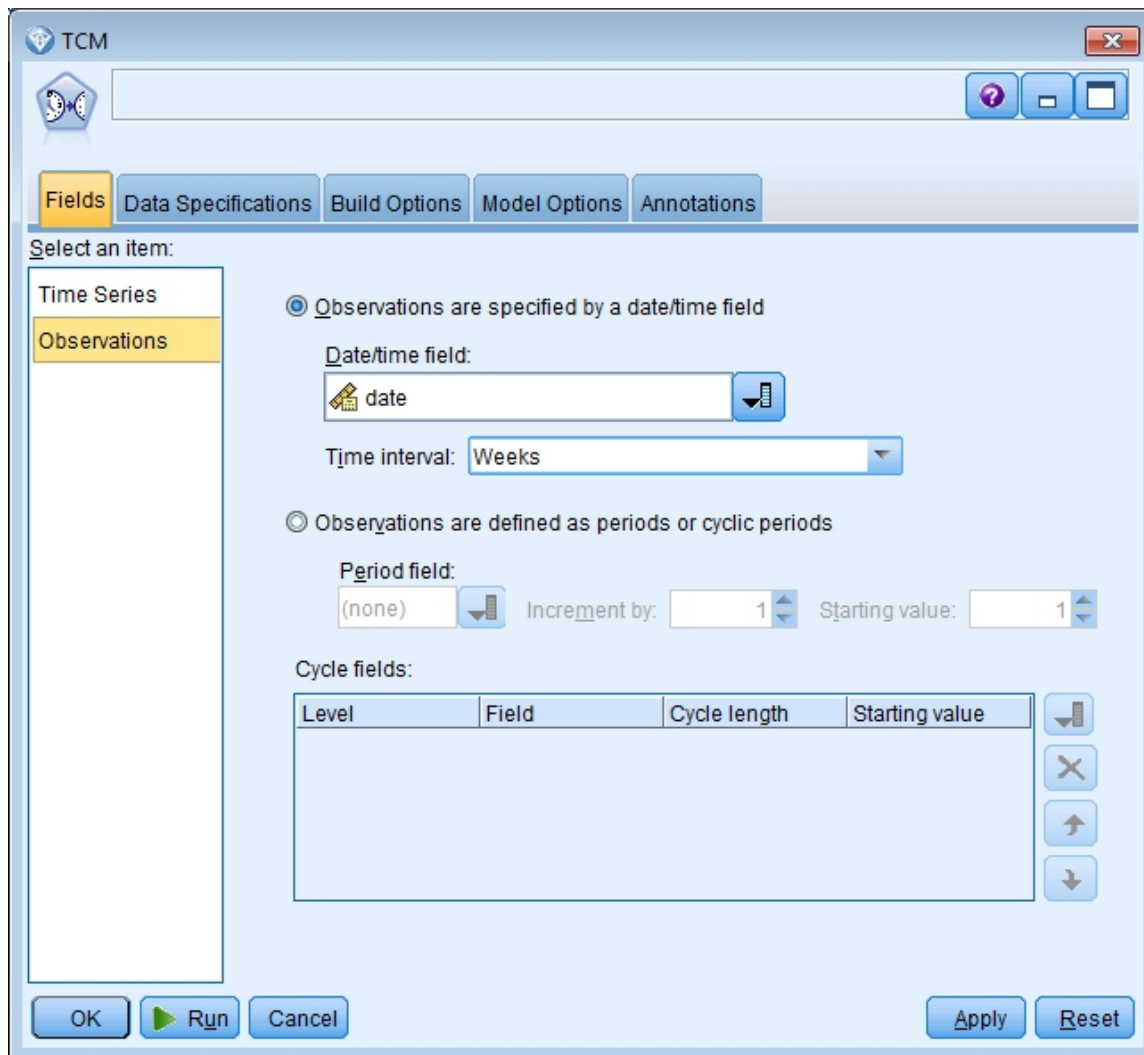 TCM
Fields Data Specifications Build Options Model Options Annotations
Select an item:
Time Series
Observations
Observations are specified by a date/time field
Date/time field:
date
Time interval: Weeks
Observations are defined as periods or cyclic periods
Period field:
(none) Increment by: 1 Starting value: 1
Cycle fields:
Level Field Cycle length Starting value
OK Run Cancel Apply Reset